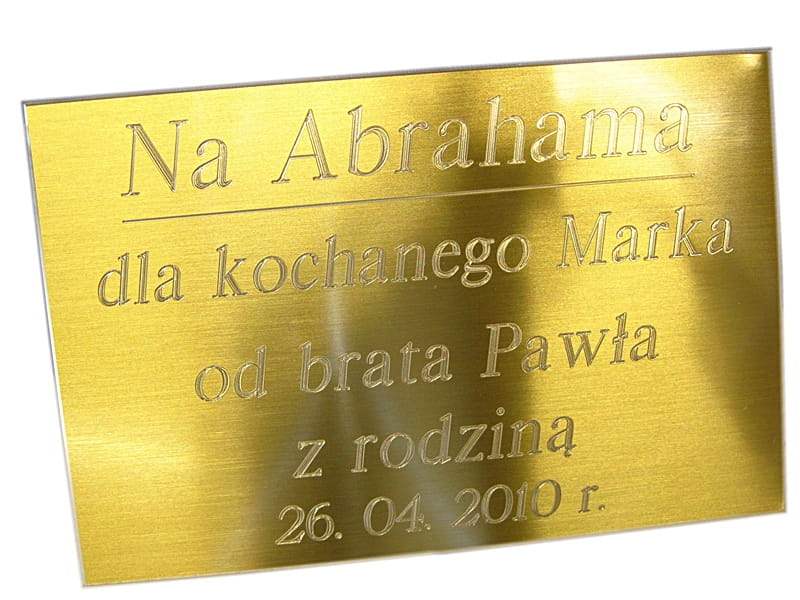 Na Abrahama
dla kochanego Marka
od brata Pawła
z rodziną
26. 04. 2010 r.